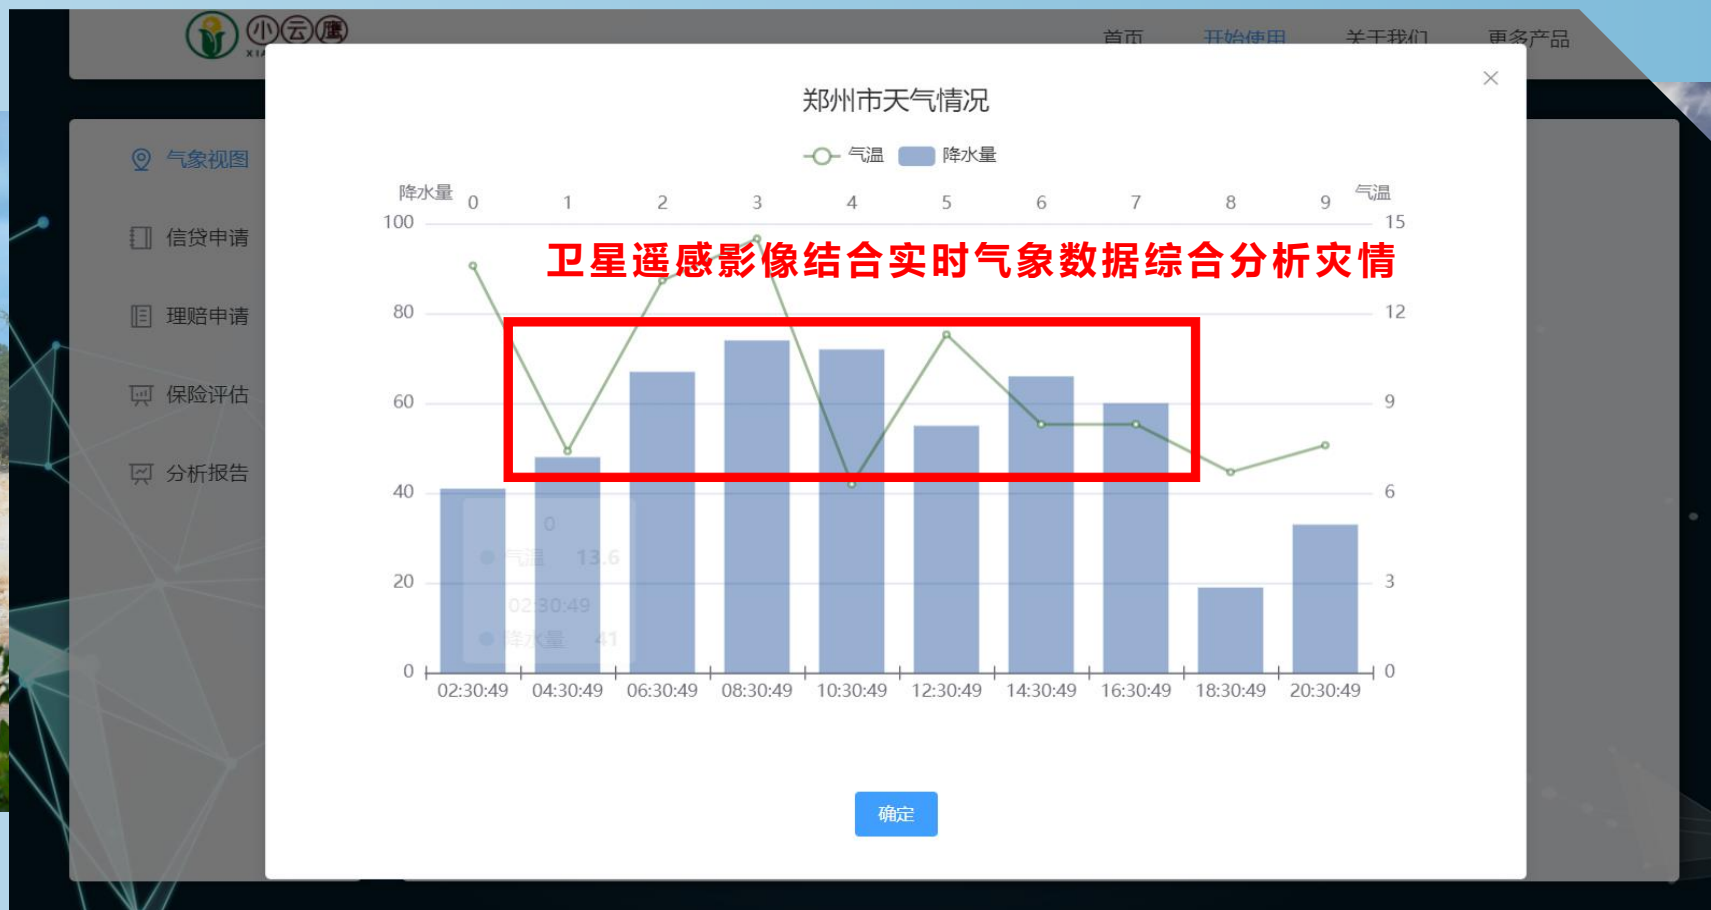 小云鹰
首页 开始使用 关于我们 更多产品
郑州市天气情况
气温 降水量
气象视图
信贷申请
理赔申请
保险评估
分析报告
降水量 0 1 2 3 4 5 6 7 8 9 气温
100 15
卫星遥感影像结合实时气象数据综合分析灾情
80 12
60 9
40 6
0
气温 13.6
20 3
02:30:49
降水量 41
0 0
02:30:49 04:30:49 06:30:49 08:30:49 10:30:49 12:30:49 14:30:49 16:30:49 18:30:49 20:30:49
确定